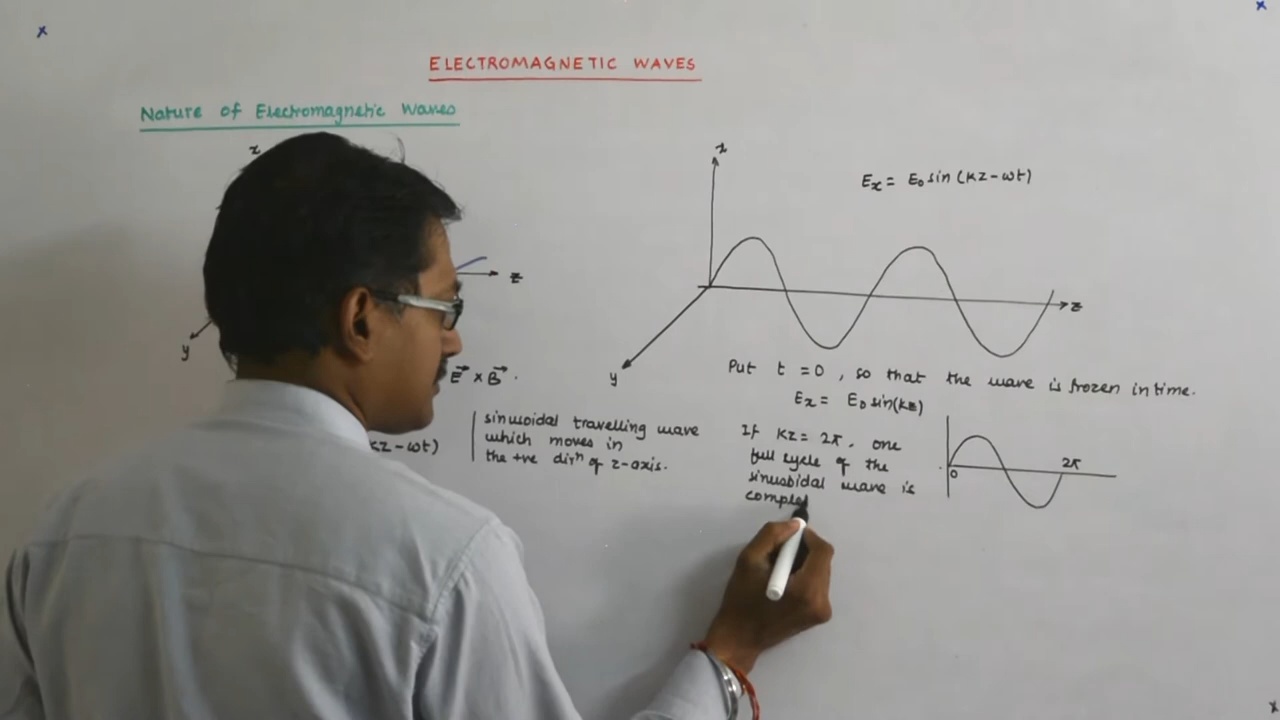 ELECTROMAGNETIC WAVES
Nature of Electromagnetic Waves
x
z
y
E⃗ × B⃗ .
kz - ωt)
sinusoidal travelling wave
which moves in
the +ve dirⁿ of z-axis.
x
Ex = E0 sin (kz - ωt)
z
y
Put t = 0 , so that the wave is frozen in time.
Ex = E0 sin(kz)
If kz = 2π , one
full cycle of the
sinusoidal wave is
comple
0
2π